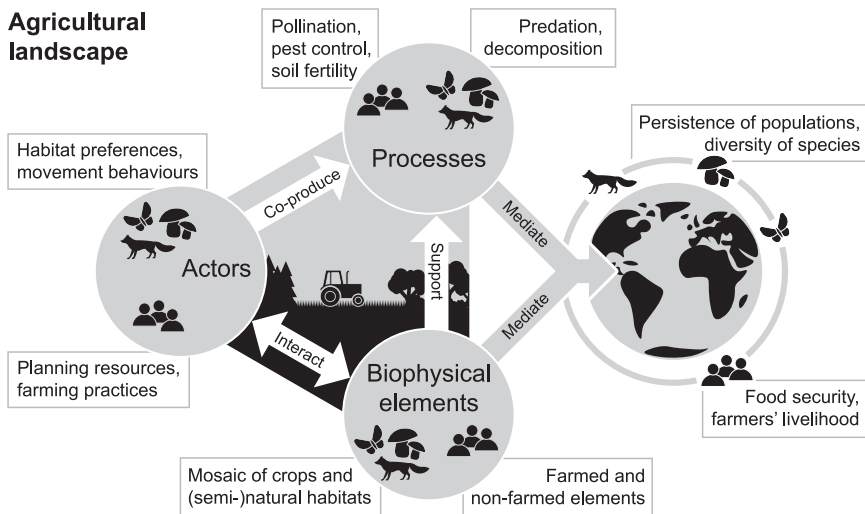 Agricultural
landscape
Pollination,
pest control,
soil fertility
Predation,
decomposition
Processes
Habitat preferences,
movement behaviours
Co-produce
Actors
Planning resources,
farming practices
Interact
Support
Mediate
Mediate
Biophysical
elements
Mosaic of crops and
(semi-)natural habitats
Farmed and
non-farmed elements
Persistence of populations,
diversity of species
Food security,
farmers' livelihood